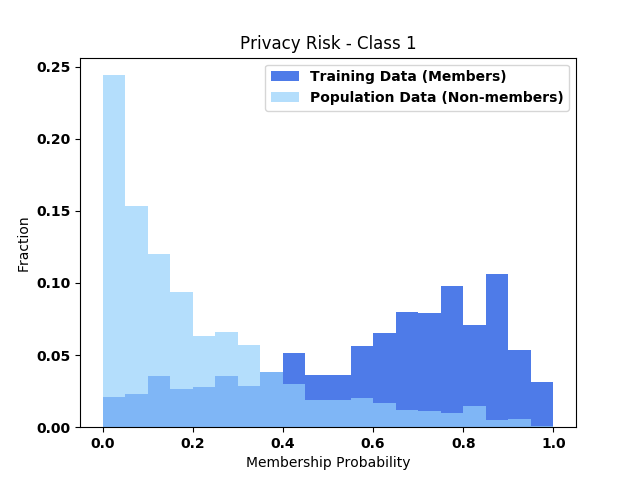 Privacy Risk - Class 1
Training Data (Members)
Population Data (Non-members)
Fraction
0.25
0.20
0.15
0.10
0.05
0.00
0.0 0.2 0.4 0.6 0.8 1.0
Membership Probability